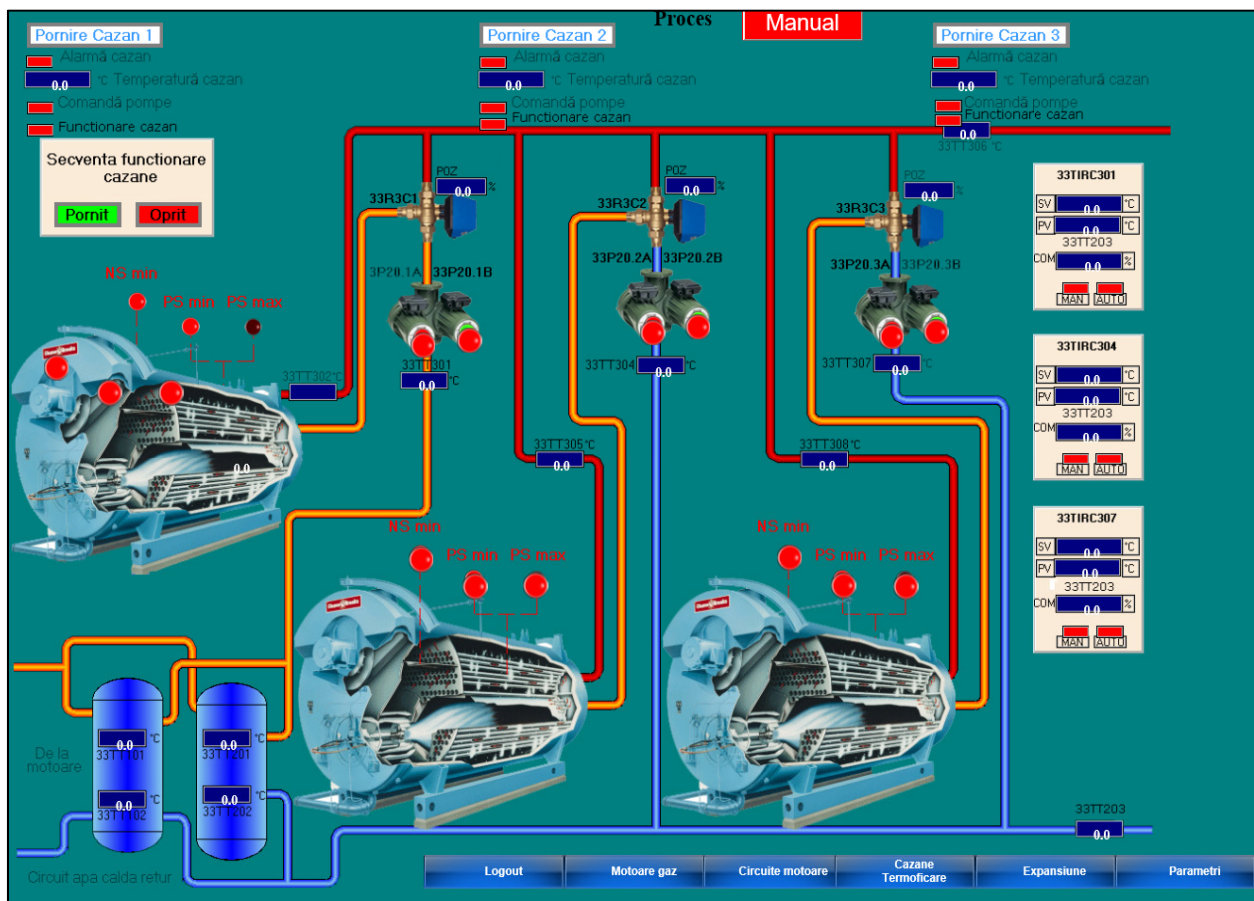 Proces
Manual
Pornire Cazan 1
Alarmă cazan
0.0 °C Temperatură cazan
Comandă pompe
Functionare cazan
Pornire Cazan 2
Alarmă cazan
0.0 °C Temperatură cazan
Comandă pompe
Functionare cazan
Pornire Cazan 3
Alarmă cazan
0.0 °C Temperatură cazan
Comandă pompe
Functionare cazan
0.0
33TT306 °C
Secventa functionare
cazane
Pornit
Oprit
POZ
0.0 %
33R3C1
3P20.1A
33P20.1B
33TT301
0.0 °C
POZ
0.0 %
33R3C2
33P20.2A
33P20.2B
33TT304
0.0 °C
POZ
0.0
33R3C3
33P20.3A
33P20.3B
33TT307
0.0 °C
33TIRC301
SV 0.0 °C
PV 0.0 °C
33TT203
COM 0.0 %
MAN AUTO
33TIRC304
SV 0.0 °C
PV 0.0 °C
33TT203
COM 0.0 %
MAN AUTO
33TIRC307
SV 0.0 °C
PV 0.0 °C
33TT203
COM 0.0 %
MAN AUTO
NS min
PS min
PS max
33TT302 °C
0.0
33TT305 °C
0.0
33TT308 °C
0.0
NS min
PS min
PS max
NS min
PS min
PS max
De la
motoare
0.0 °C
33TT101
0.0 °C
33TT102
0.0 °C
33TT201
0.0 °C
33TT202
33TT203
0.0
Circuit apa calda retur
Logout
Motoare gaz
Circuite motoare
Cazane
Termoficare
Expansiune
Parametri